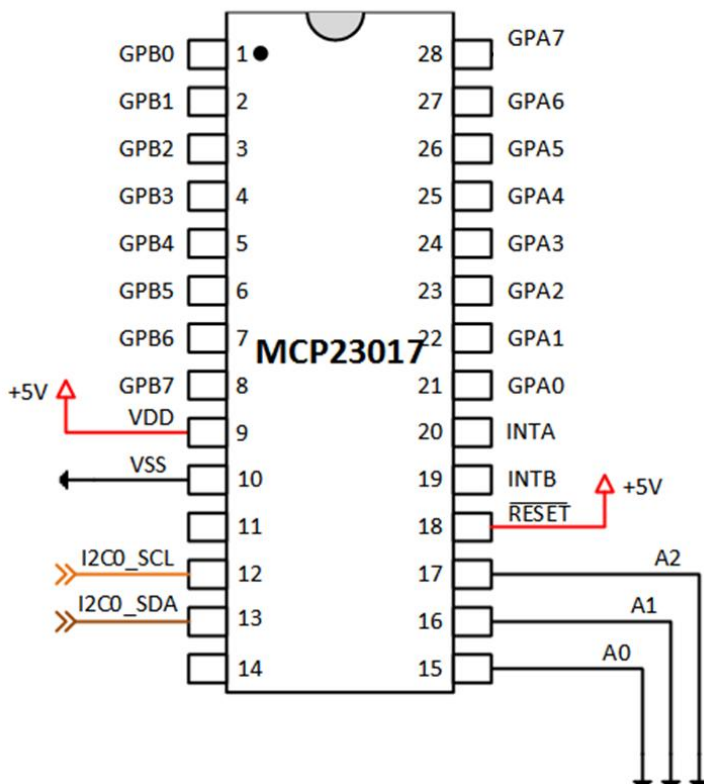 GPB0 1 28 GPA7
GPB1 2 27 GPA6
GPB2 3 26 GPA5
GPB3 4 25 GPA4
GPB4 5 24 GPA3
GPB5 6 23 GPA2
GPB6 7 MCP23017 22 GPA1
GPB7 8 21 GPA0
+5V VDD 9 20 INTA
VSS 10 19 INTB
11 18 RESET +5V
I2C0_SCL 12 17 A2
I2C0_SDA 13 16 A1
14 15 A0